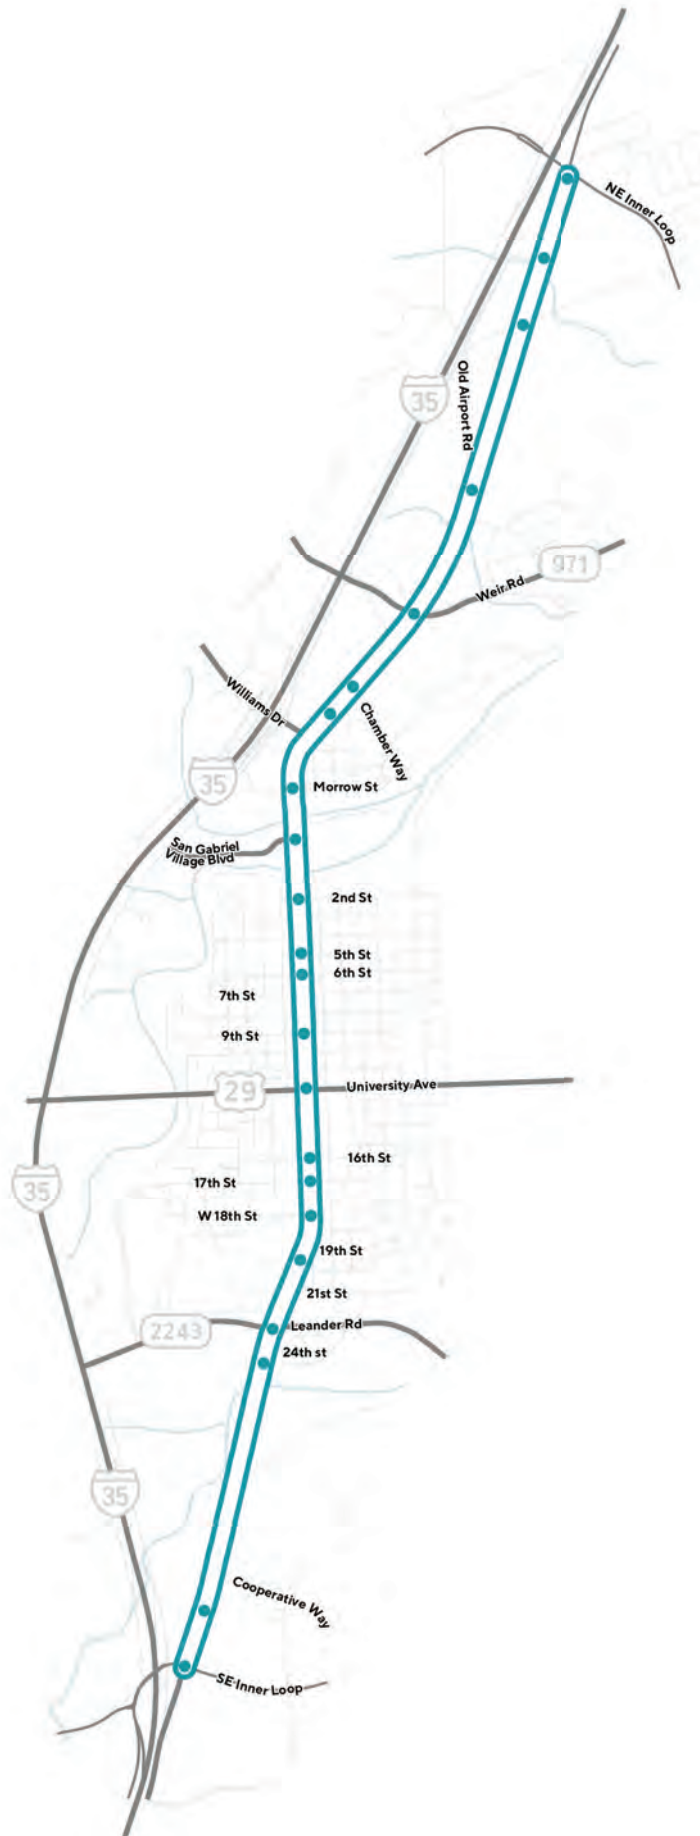 NE Inner Loop
Old Airport Rd
35
971
Weir Rd
Williams Dr
Chamber Way
35
Morrow St
San Gabriel
Village Blvd
2nd St
5th St
6th St
7th St
9th St
University Ave
29
16th St
17th St
35
W 18th St
19th St
21st St
Leander Rd
2243
24th st
35
Cooperative Way
SE Inner Loop